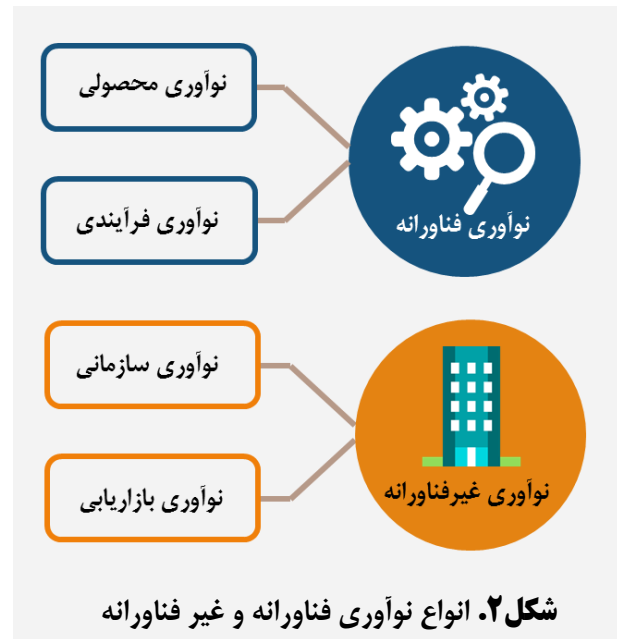 نوآوری فناورانه
نوآوری محصولی
نوآوری فرآیندی
نوآوری غیرفناورانه
نوآوری سازمانی
نوآوری بازاریابی
شکل۲. انواع نوآوری فناورانه و غیر فناورانه